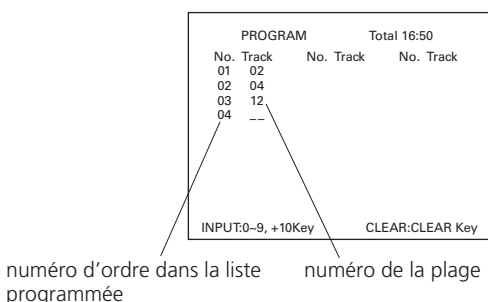 PROGRAM Total 16:50
No. Track No. Track No. Track
01 02
02 04
03 12
04 _ _
INPUT:0~9, +10Key CLEAR:CLEAR Key
numéro d’ordre dans la liste
programmée
numéro de la plage